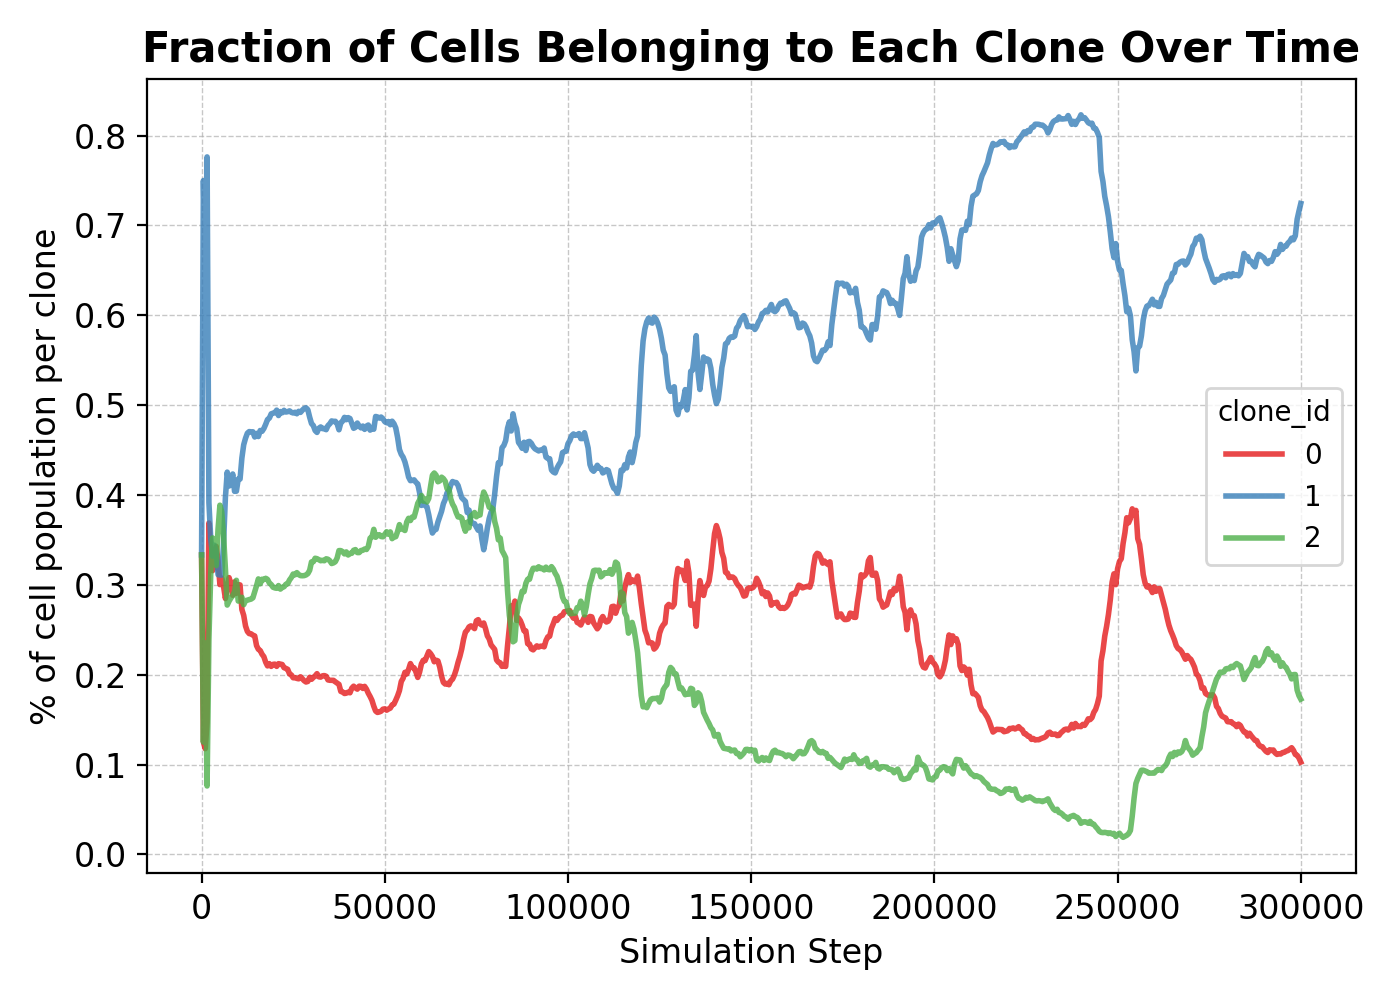 Fraction of Cells Belonging to Each Clone Over Time
% of cell population per clone
0.8
0.7
0.6
0.5
0.4
0.3
0.2
0.1
0.0
clone_id
0
1
2
0 50000 100000 150000 200000 250000 300000
Simulation Step